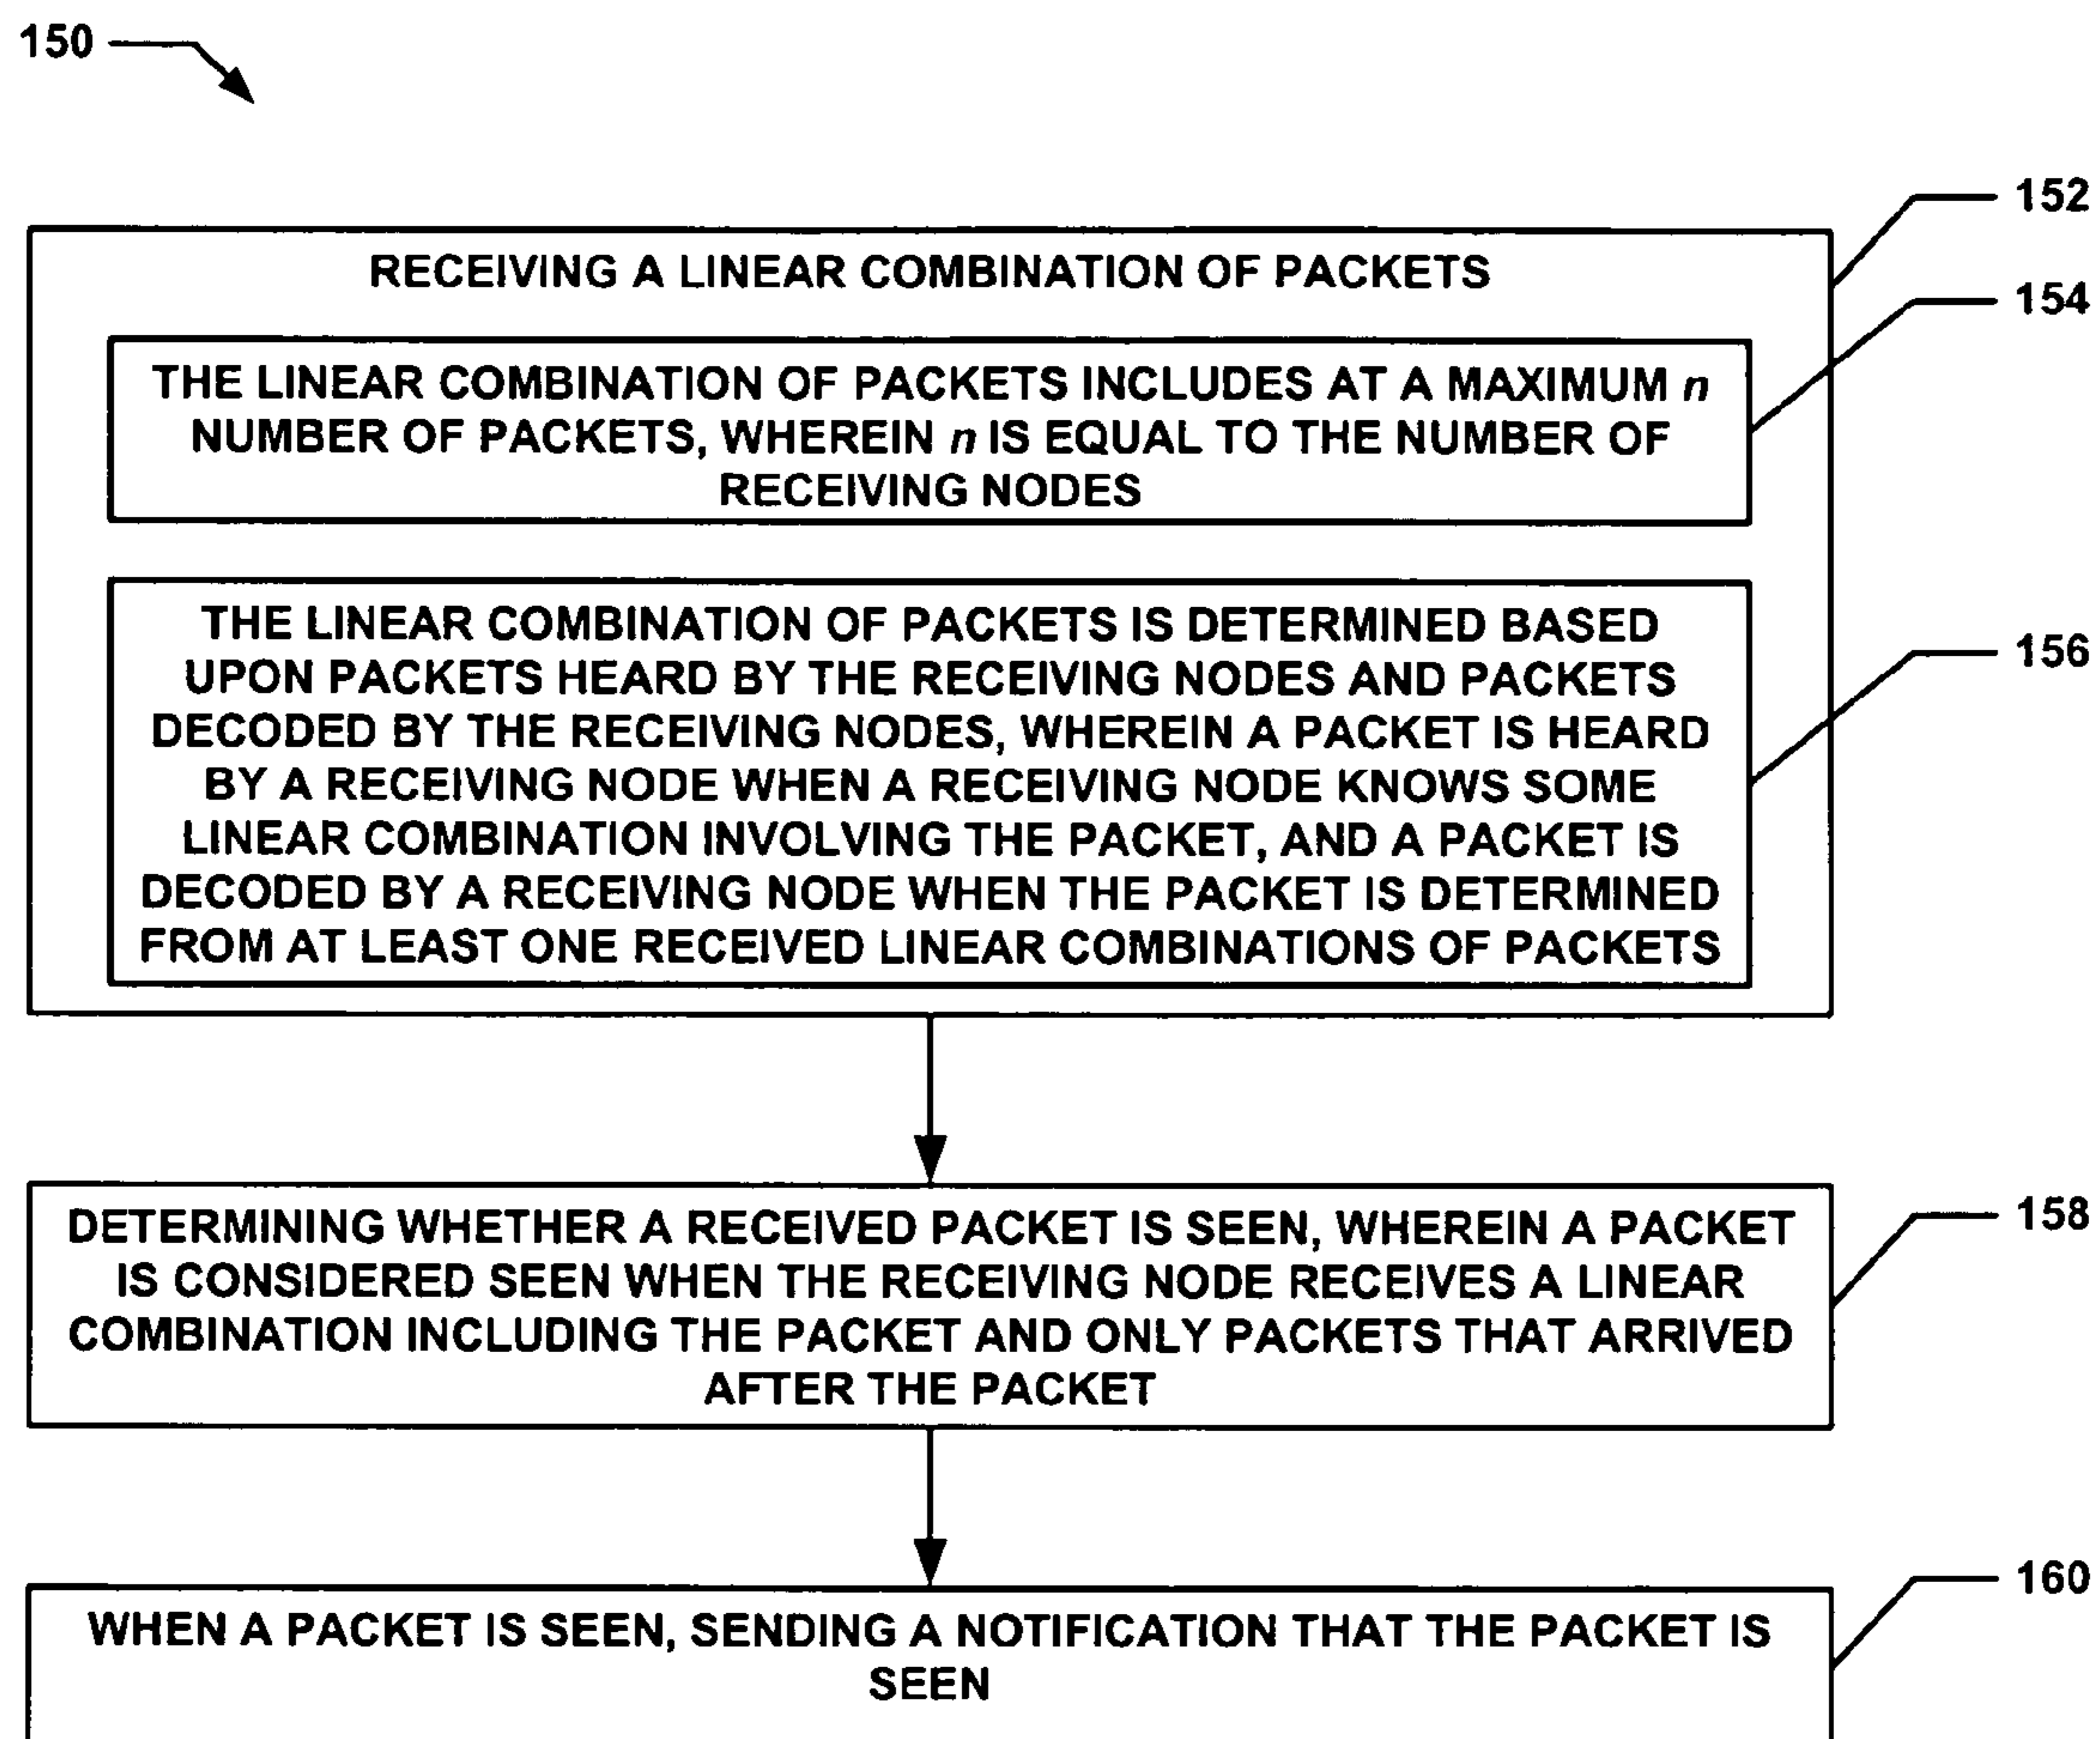 150
152
RECEIVING A LINEAR COMBINATION OF PACKETS
154
THE LINEAR COMBINATION OF PACKETS INCLUDES AT A MAXIMUM n
NUMBER OF PACKETS, WHEREIN n IS EQUAL TO THE NUMBER OF
RECEIVING NODES
156
THE LINEAR COMBINATION OF PACKETS IS DETERMINED BASED
UPON PACKETS HEARD BY THE RECEIVING NODES AND PACKETS
DECODED BY THE RECEIVING NODES, WHEREIN A PACKET IS HEARD
BY A RECEIVING NODE WHEN A RECEIVING NODE KNOWS SOME
LINEAR COMBINATION INVOLVING THE PACKET, AND A PACKET IS
DECODED BY A RECEIVING NODE WHEN THE PACKET IS DETERMINED
FROM AT LEAST ONE RECEIVED LINEAR COMBINATIONS OF PACKETS
158
DETERMINING WHETHER A RECEIVED PACKET IS SEEN, WHEREIN A PACKET
IS CONSIDERED SEEN WHEN THE RECEIVING NODE RECEIVES A LINEAR
COMBINATION INCLUDING THE PACKET AND ONLY PACKETS THAT ARRIVED
AFTER THE PACKET
160
WHEN A PACKET IS SEEN, SENDING A NOTIFICATION THAT THE PACKET IS
SEEN